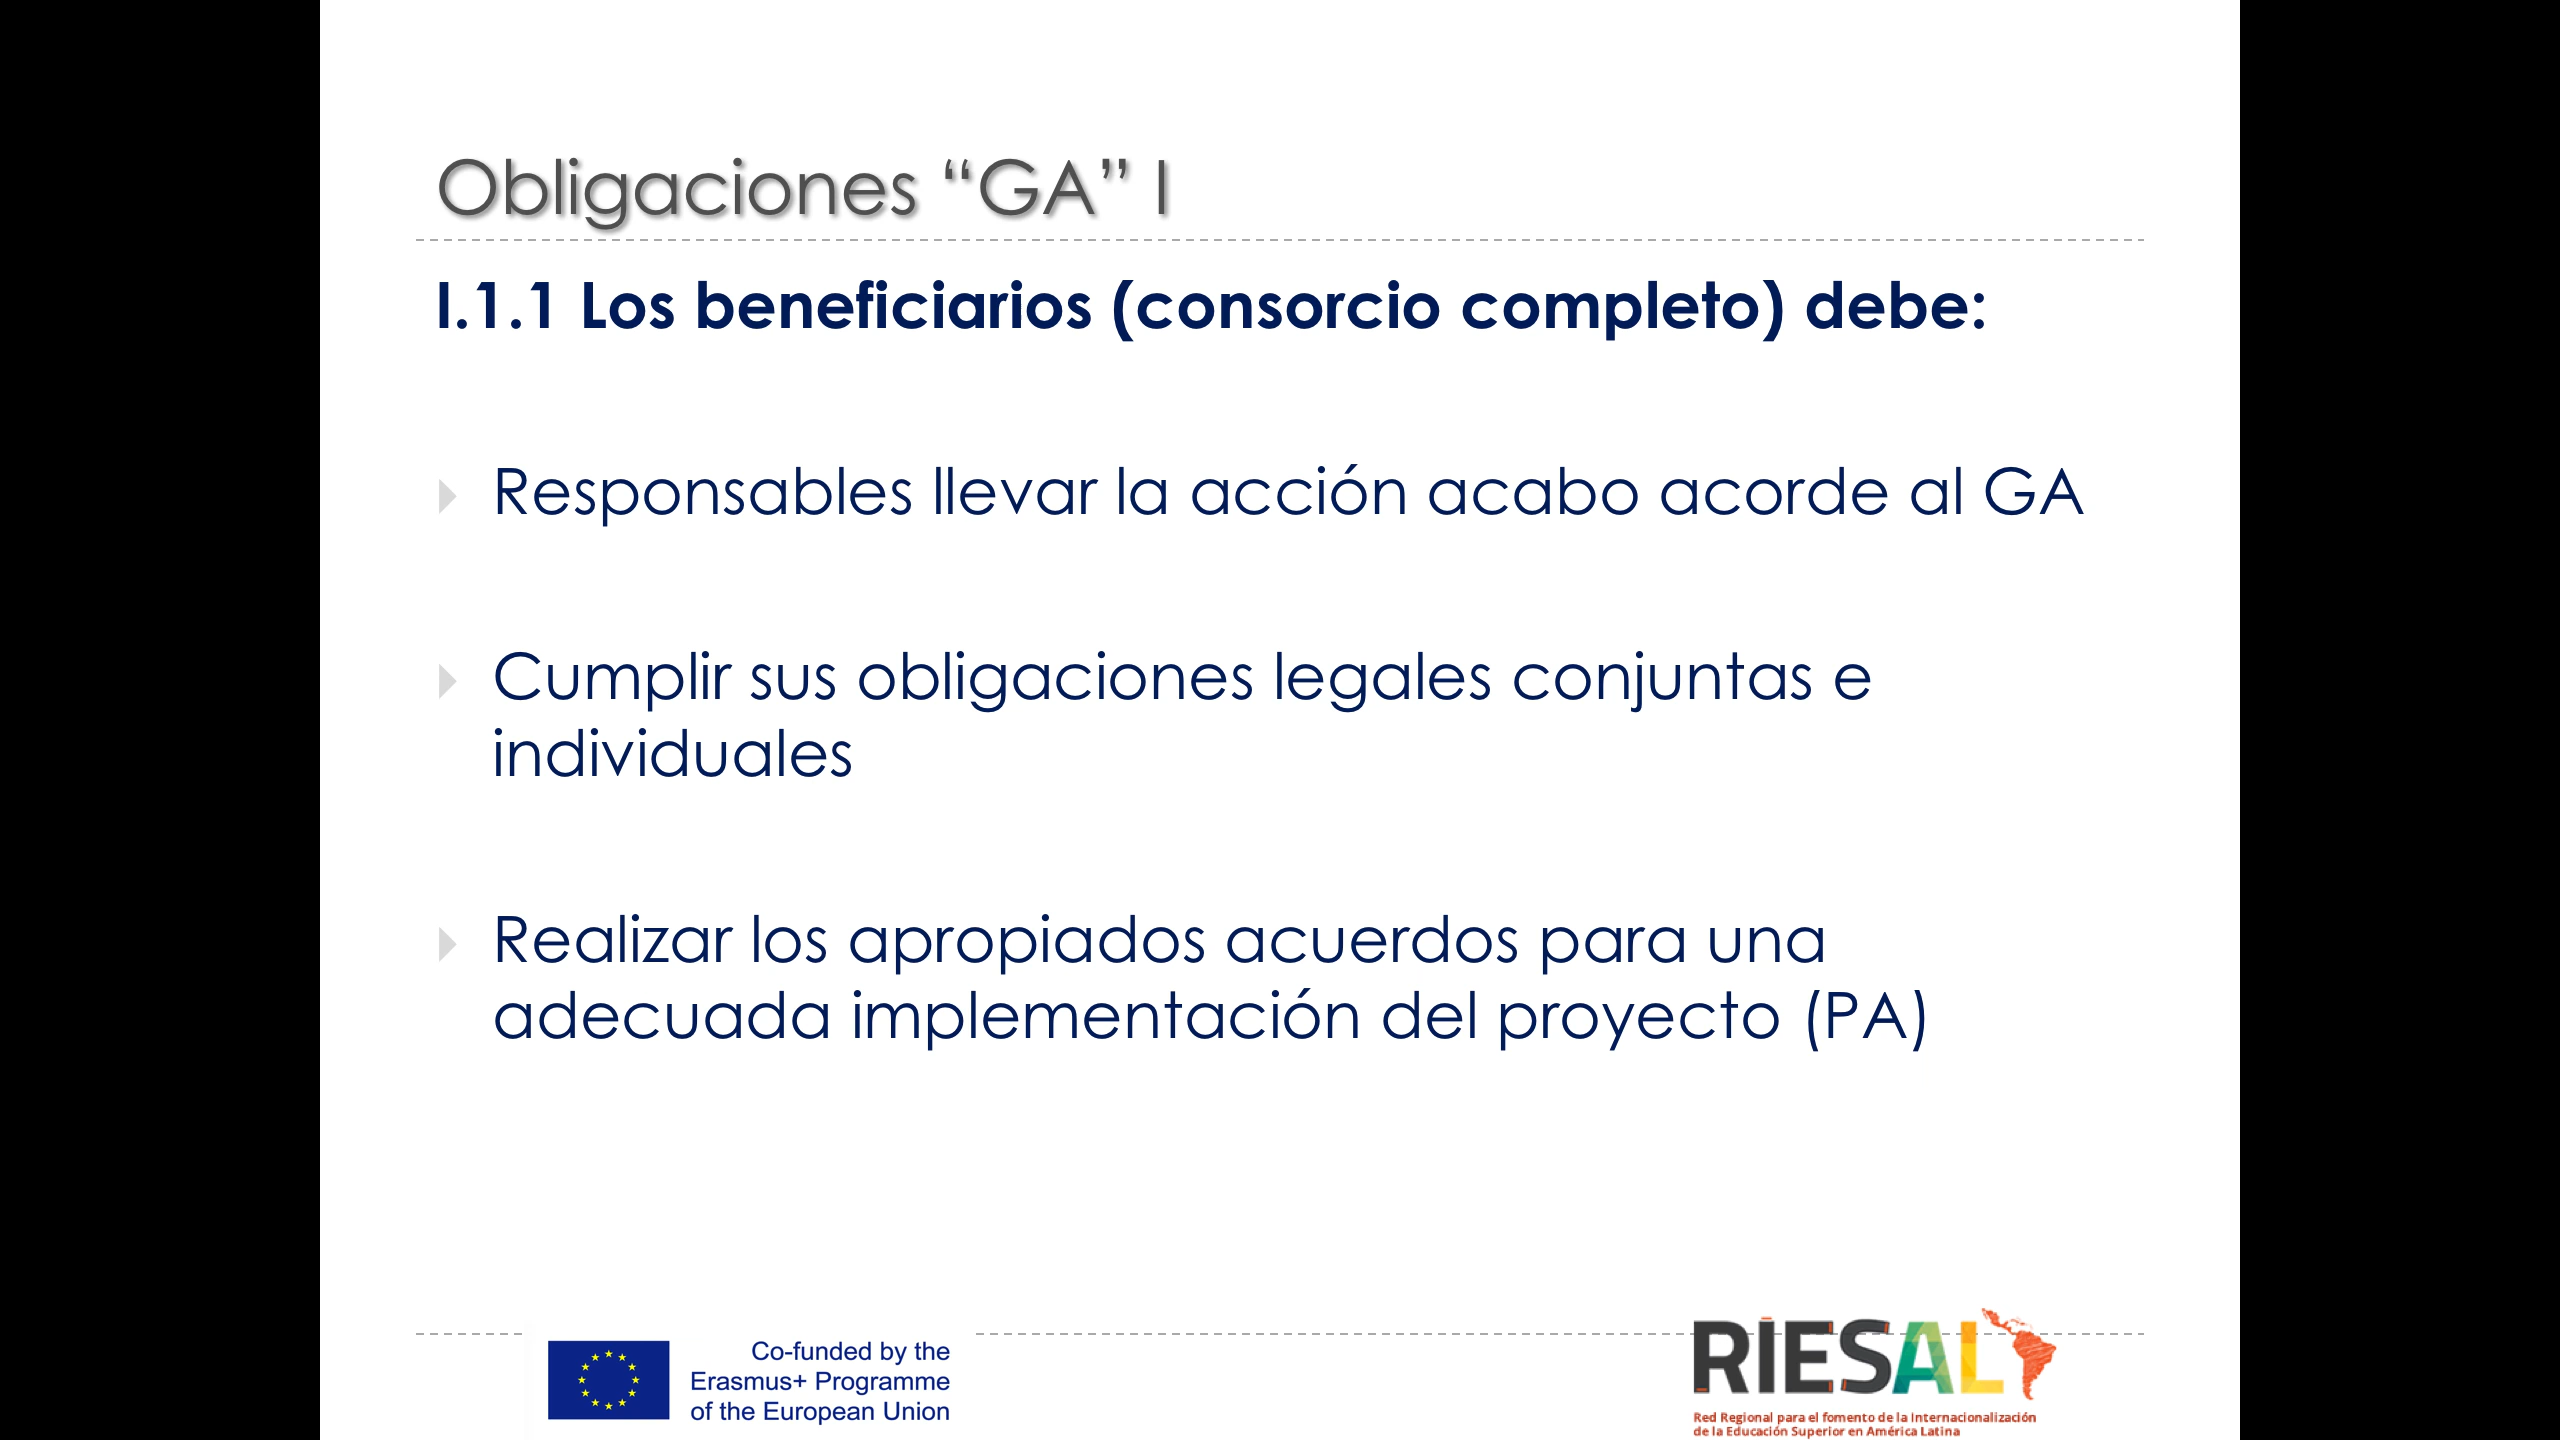 Obligaciones “GA” I
I.1.1 Los beneficiarios (consorcio completo) debe:
Responsables llevar la acción acabo acorde al GA
Cumplir sus obligaciones legales conjuntas e
individuales
Realizar los apropiados acuerdos para una
adecuada implementación del proyecto (PA)
Co-funded by the
Erasmus+ Programme
of the European Union
RIESAL
Red Regional para el fomento de la Internacionalización
de la Educación Superior en América Latina